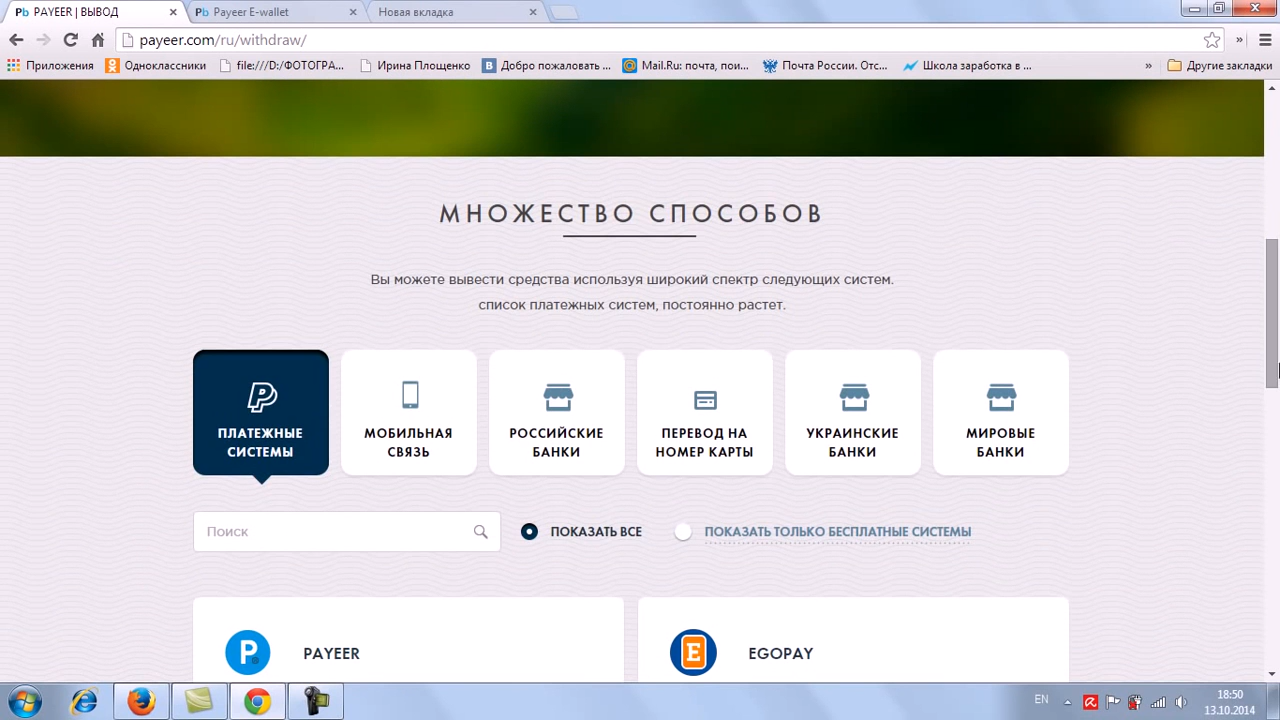 Pb PAYEER | ВЫВОД
Pb Payeer E-wallet
Новая вкладка
payeer.com/ru/withdraw/
»
Приложения
Одноклассники
file:///D:/ФОТОГРА...
Ирина Площенко
В Добро пожаловать ...
@ Mail.Ru: почта, пои...
Почта России. Отс...
Школа заработка в ...
»
Другие закладки
МНОЖЕСТВО СПОСОБОВ
Вы можете вывести средства используя широкий спектр следующих систем.
список платежных систем, постоянно растет.
ПЛАТЕЖНЫЕ
СИСТЕМЫ
МОБИЛЬНАЯ
СВЯЗЬ
РОССИЙСКИЕ
БАНКИ
ПЕРЕВОД НА
НОМЕР КАРТЫ
УКРАИНСКИЕ
БАНКИ
МИРОВЫЕ
БАНКИ
Поиск
ПОКАЗАТЬ ВСЕ
ПОКАЗАТЬ ТОЛЬКО БЕСПЛАТНЫЕ СИСТЕМЫ
P PAYEER
E EGOPAY
EN
18:50
13.10.2014